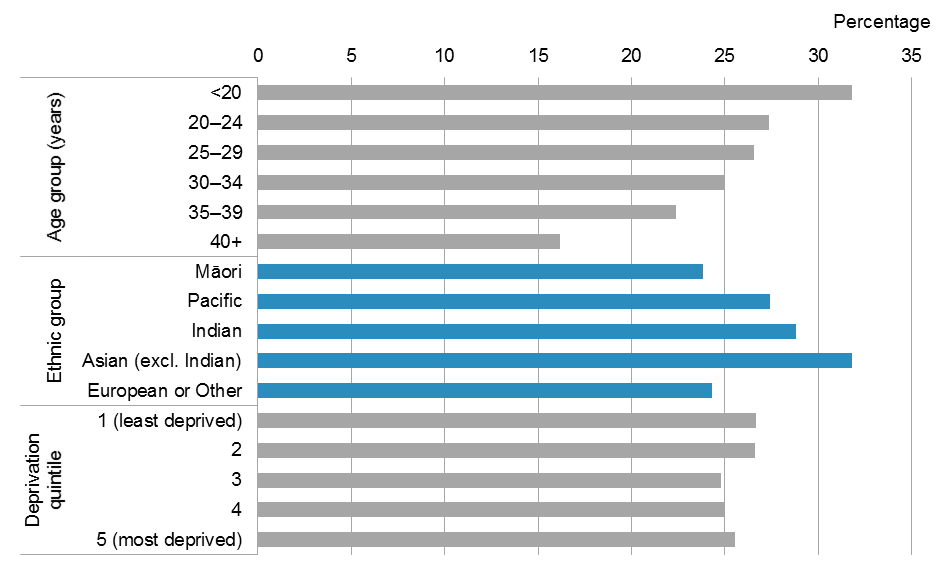 Percentage
0 5 10 15 20 25 30 35
Age group (years)
<20
20–24
25–29
30–34
35–39
40+
Ethnic group
Māori
Pacific
Indian
Asian (excl. Indian)
European or Other
Deprivation
quintile
1 (least deprived)
2
3
4
5 (most deprived)